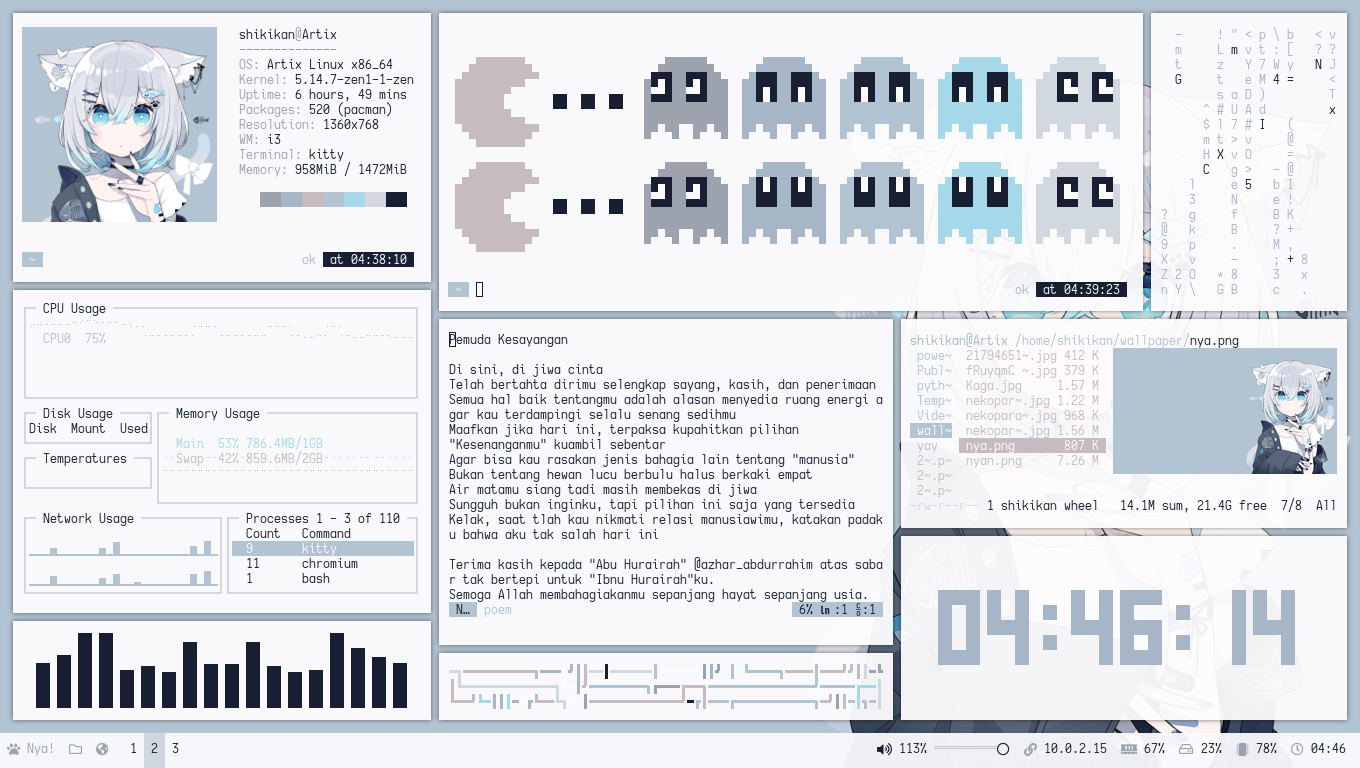 shikikan@Artix
--------------
OS: Artix Linux x86_64
Kernel: 5.14.7-zen1-1-zen
Uptime: 6 hours, 49 mins
Packages: 520 (pacman)
Resolution: 1360x768
WM: i3
Terminal: kitty
Memory: 958MiB / 1472MiB
~ ok at 04:38:10
~ ok at 04:39:23
CPU Usage
CPU0 75%
Disk Usage
Disk Mount Used
Temperatures
Memory Usage
Main 53% 786.4MB/1GB
Swap 42% 859.6MB/2GB
Network Usage
Processes 1 - 3 of 110
Count Command
9 kitty
11 chromium
1 bash
Pemuda Kesayangan
Di sini, di jiwa cinta
Telah bertahta dirimu selengkap sayang, kasih, dan penerimaan
Semua hal baik tentangmu adalah alasan menyedia ruang energi a
gar kau terdampingi selalu senang sedihmu
Maafkan jika hari ini, terpaksa kupahitkan pilihan
"Kesenanganmu" kuambil sebentar
Agar bisa kau rasakan jenis bahagia lain tentang "manusia"
Bukan tentang hewan lucu berbulu halus berkaki empat
Air matamu siang tadi masih membekas di jiwa
Sungguh bukan inginku, tapi pilihan ini saja yang tersedia
Kelak, saat tlah kau nikmati relasi manusiawimu, katakan padak
u bahwa aku tak salah hari ini
Terima kasih kepada "Abu Hurairah" @azhar_abdurrahim atas saba
r tak bertepi untuk "Ibnu Hurairah"ku.
Semoga Allah membahagiakanmu sepanjang hayat sepanjang usia.
N… poem 6% ln :1 :1
shikikan@Artix /home/shikikan/wallpaper/nya.png
powe~ 21794651~.jpg 412 K
Publ~ fRuyqmC ~.jpg 379 K
pyth~ Kaga.jpg 1.57 M
Temp~ nekopar~.jpg 1.22 M
Vide~ nekopara~.jpg 968 K
wall~ nekopar~.jpg 1.56 M
yay nya.png 807 K
2~.p~ nyan.png 7.26 M
2~.p~
2~.p~
-rw-r--r-- 1 shikikan wheel 14.1M sum, 21.4G free 7/8 All
04:46:14
Nya! 1 2 3 113% 10.0.2.15 67% 23% 78% 04:46